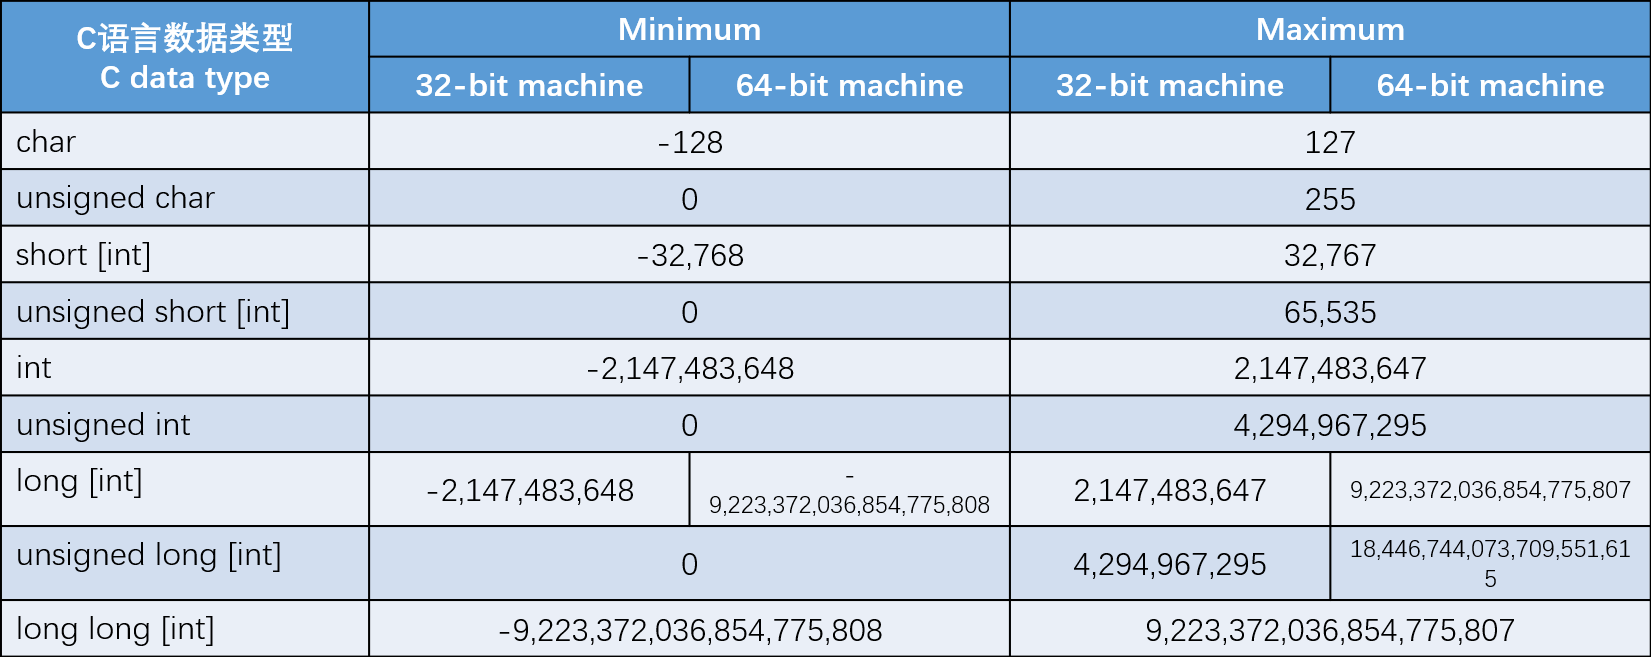 C语言数据类型
C data type
Minimum
Maximum
32-bit machine
64-bit machine
32-bit machine
64-bit machine
char
-128
127
unsigned char
0
255
short [int]
-32,768
32,767
unsigned short [int]
0
65,535
int
-2,147,483,648
2,147,483,647
unsigned int
0
4,294,967,295
long [int]
-2,147,483,648
-
9,223,372,036,854,775,808
2,147,483,647
9,223,372,036,854,775,807
unsigned long [int]
0
4,294,967,295
18,446,744,073,709,551,61
5
long long [int]
-9,223,372,036,854,775,808
9,223,372,036,854,775,807